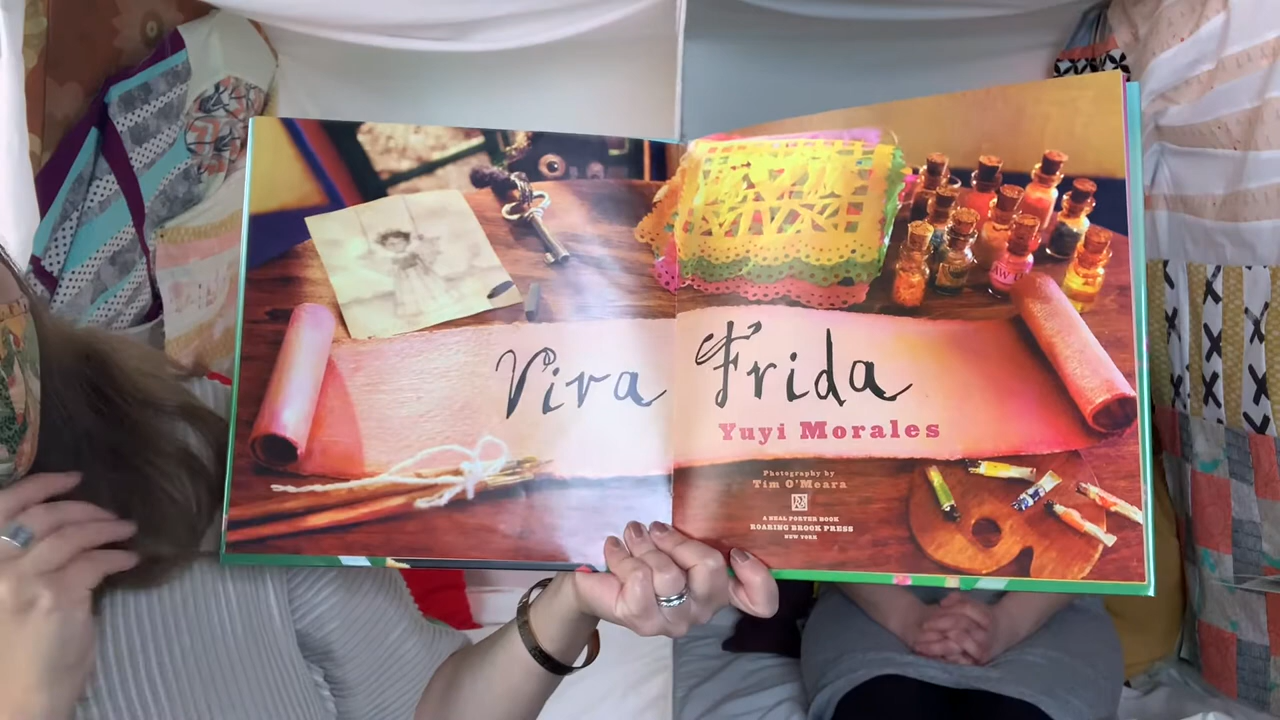 Viva Frida
Yuyi Morales
Photography by
Tim O'Meara
A NEAL PORTER BOOK
ROARING BROOK PRESS
NEW YORK